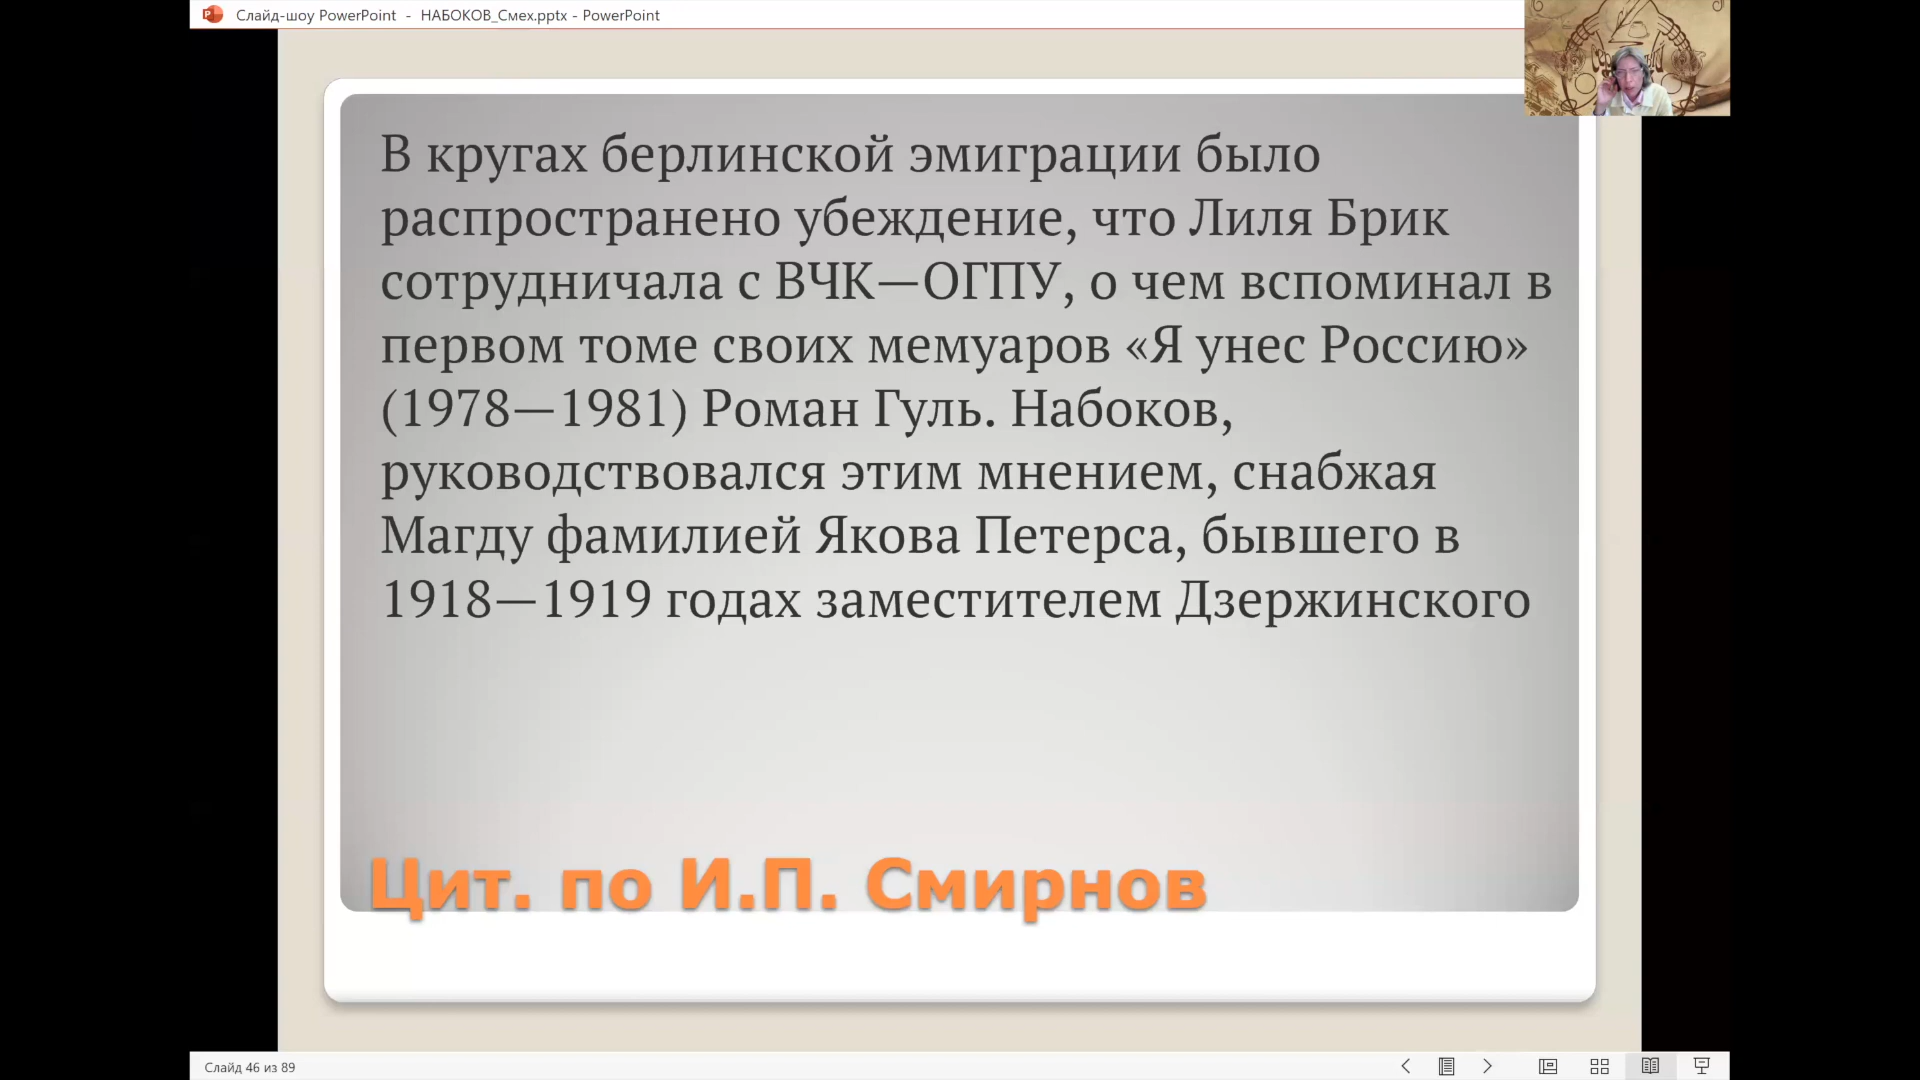 Слайд-шоу PowerPoint - НАБОКОВ_Смех.pptx - PowerPoint
В кругах берлинской эмиграции было
распространено убеждение, что Лиля Брик
сотрудничала с ВЧК—ОГПУ, о чем вспоминал в
первом томе своих мемуаров «Я унес Россию»
(1978—1981) Роман Гуль. Набоков,
руководствовался этим мнением, снабжая
Магду фамилией Якова Петерса, бывшего в
1918—1919 годах заместителем Дзержинского
Цит. по И.П. Смирнов
Слайд 46 из 89